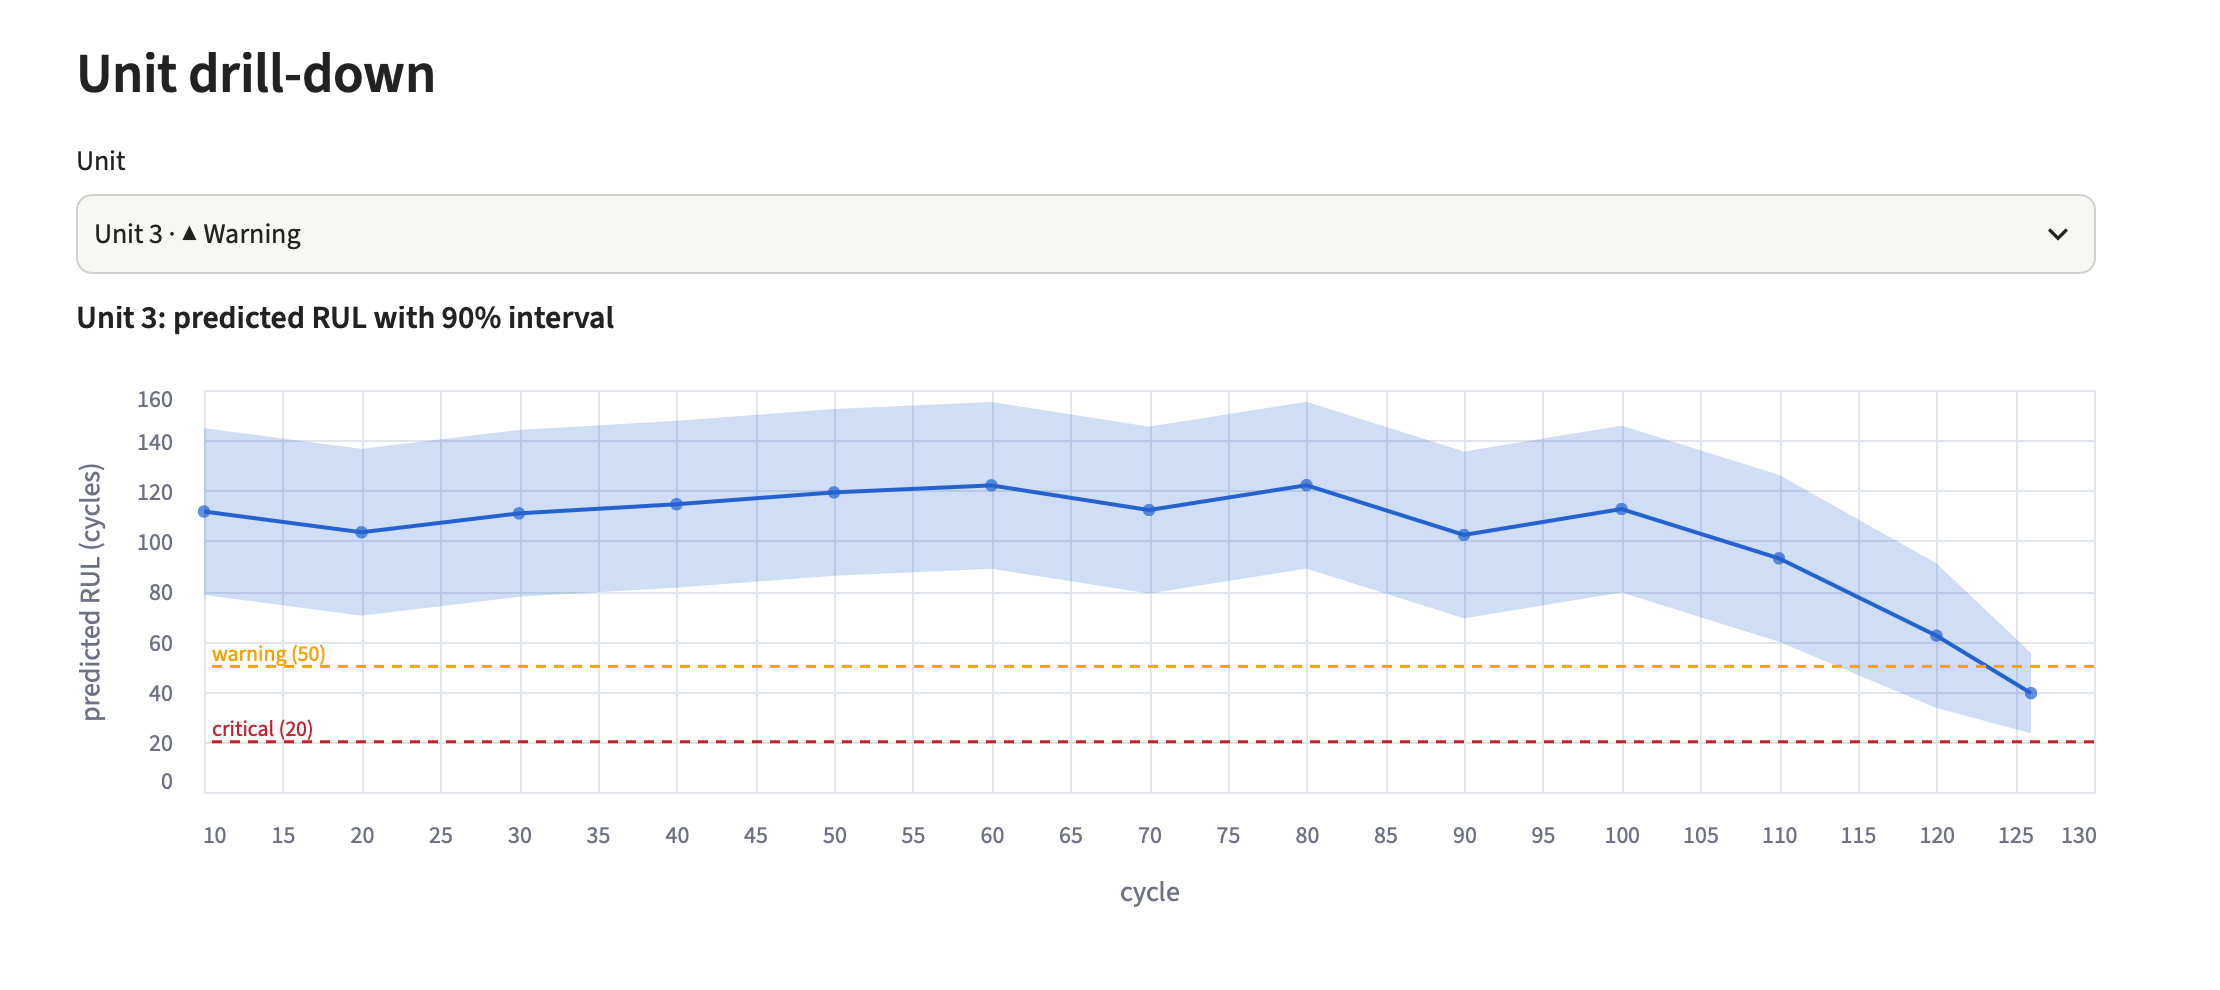 Unit drill-down
Unit
Unit 3 · ▲ Warning
Unit 3: predicted RUL with 90% interval
predicted RUL (cycles)
160
140
120
100
80
60
warning (50)
40
critical (20)
20
0
10 15 20 25 30 35 40 45 50 55 60 65 70 75 80 85 90 95 100 105 110 115 120 125 130
cycle